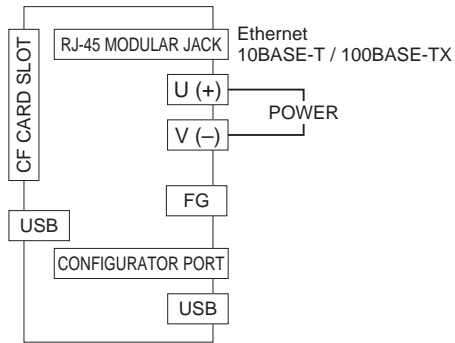 RJ-45 MODULAR JACK
Ethernet
10BASE-T / 100BASE-TX
CF CARD SLOT
U (+)
POWER
V (–)
FG
USB
CONFIGURATOR PORT
USB